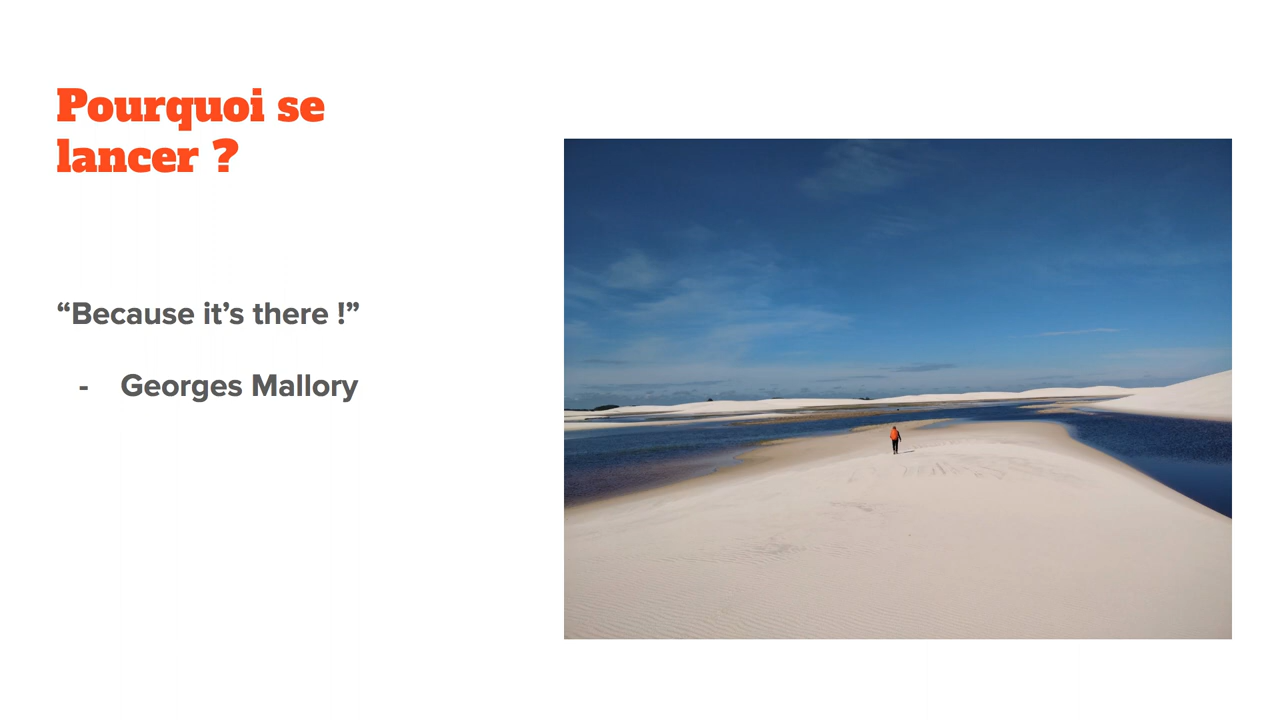 Pourquoi se
lancer ?
“Because it’s there !”
- Georges Mallory